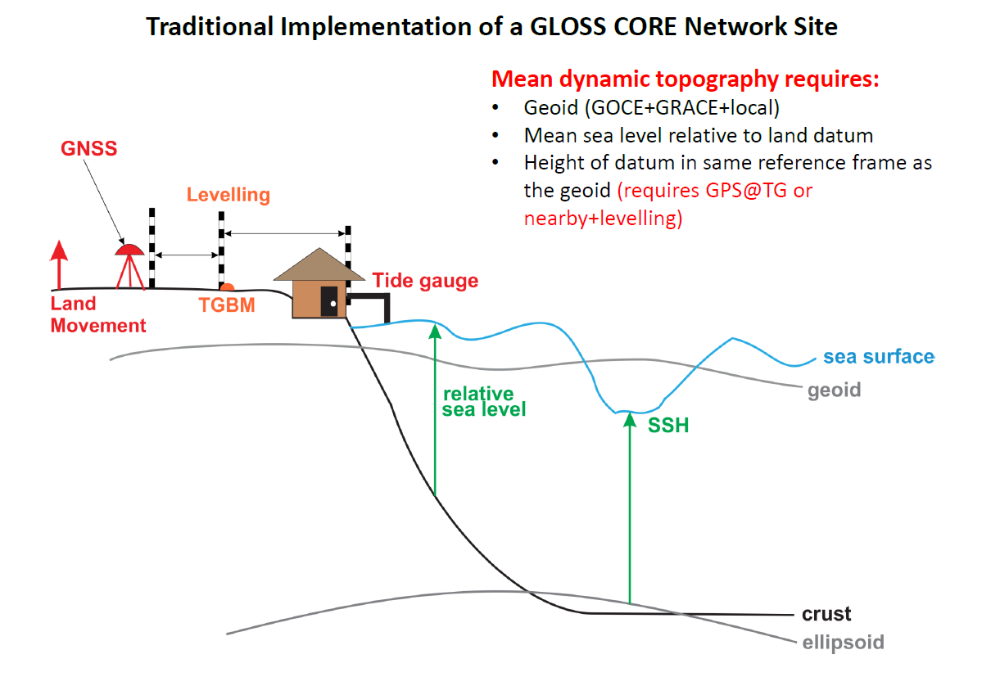 Traditional Implementation of a GLOSS CORE Network Site
Mean dynamic topography requires:
• Geoid (GOCE+GRACE+local)
• Mean sea level relative to land datum
• Height of datum in same reference frame as
the geoid (requires GPS@TG or
nearby+levelling)
GNSS
Levelling
Tide gauge
Land
Movement
TGBM
sea surface
geoid
relative
sea level
SSH
crust
ellipsoid